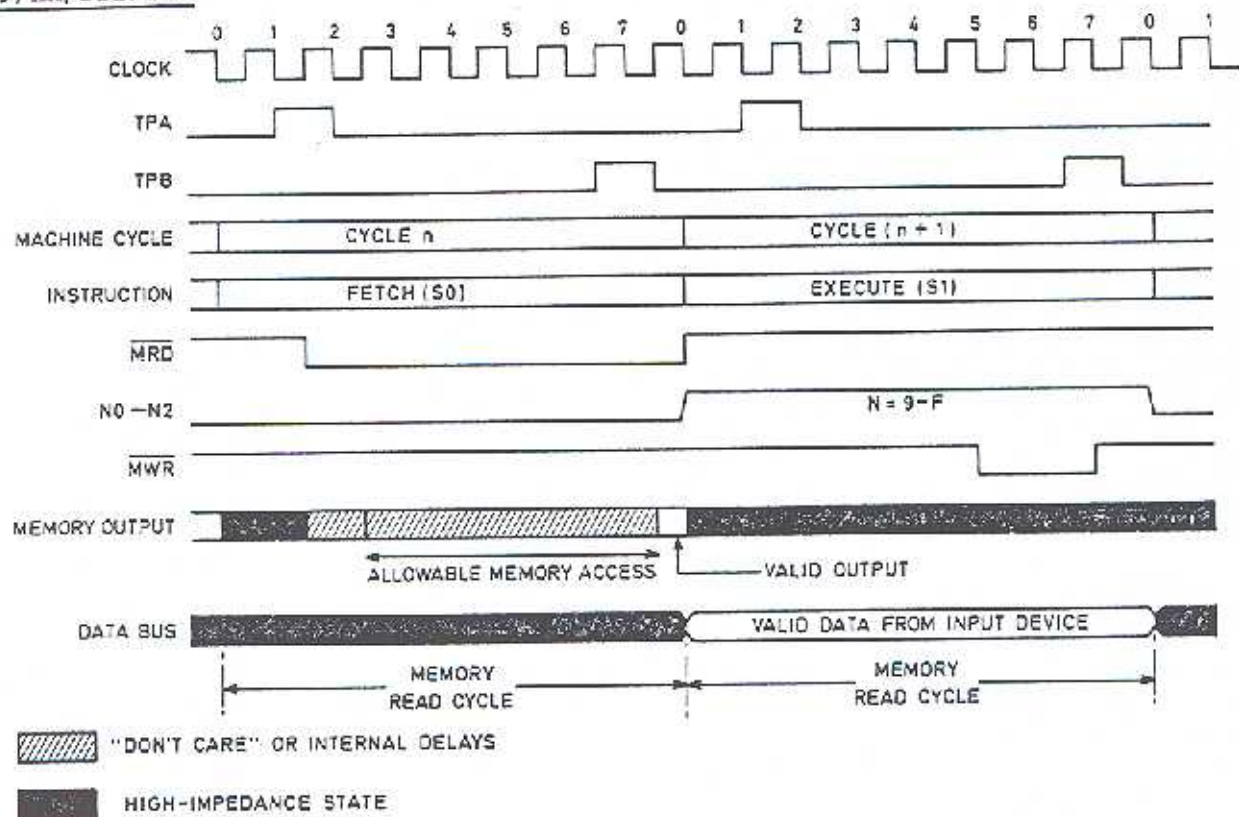 0 1 2 3 4 5 6 7 0 1 2 3 4 5 6 7 0 1
CLOCK
TPA
TPB
MACHINE CYCLE CYCLE n CYCLE (n + 1)
INSTRUCTION FETCH (S0) EXECUTE (S1)
MRD
N0 – N2 N = 9 – F
MWR
MEMORY OUTPUT
ALLOWABLE MEMORY ACCESS VALID OUTPUT
DATA BUS VALID DATA FROM INPUT DEVICE
MEMORY READ CYCLE MEMORY READ CYCLE
"DON'T CARE" OR INTERNAL DELAYS
HIGH-IMPEDANCE STATE